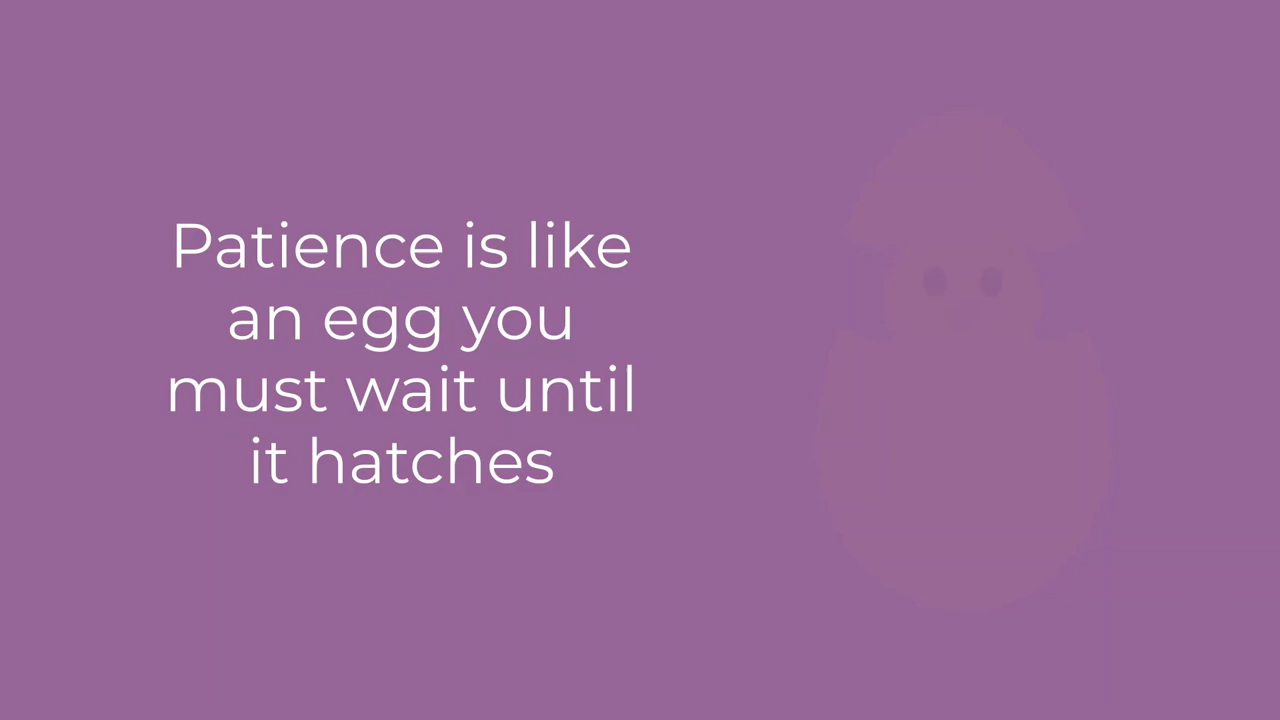 Patience is like
an egg you
must wait until
it hatches